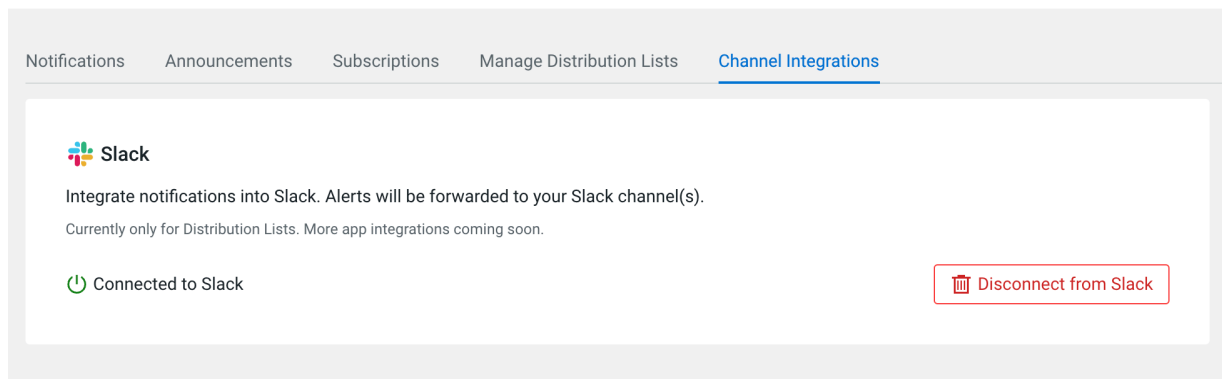 Notifications Announcements Subscriptions Manage Distribution Lists Channel Integrations
Slack
Integrate notifications into Slack. Alerts will be forwarded to your Slack channel(s).
Currently only for Distribution Lists. More app integrations coming soon.
Connected to Slack Disconnect from Slack